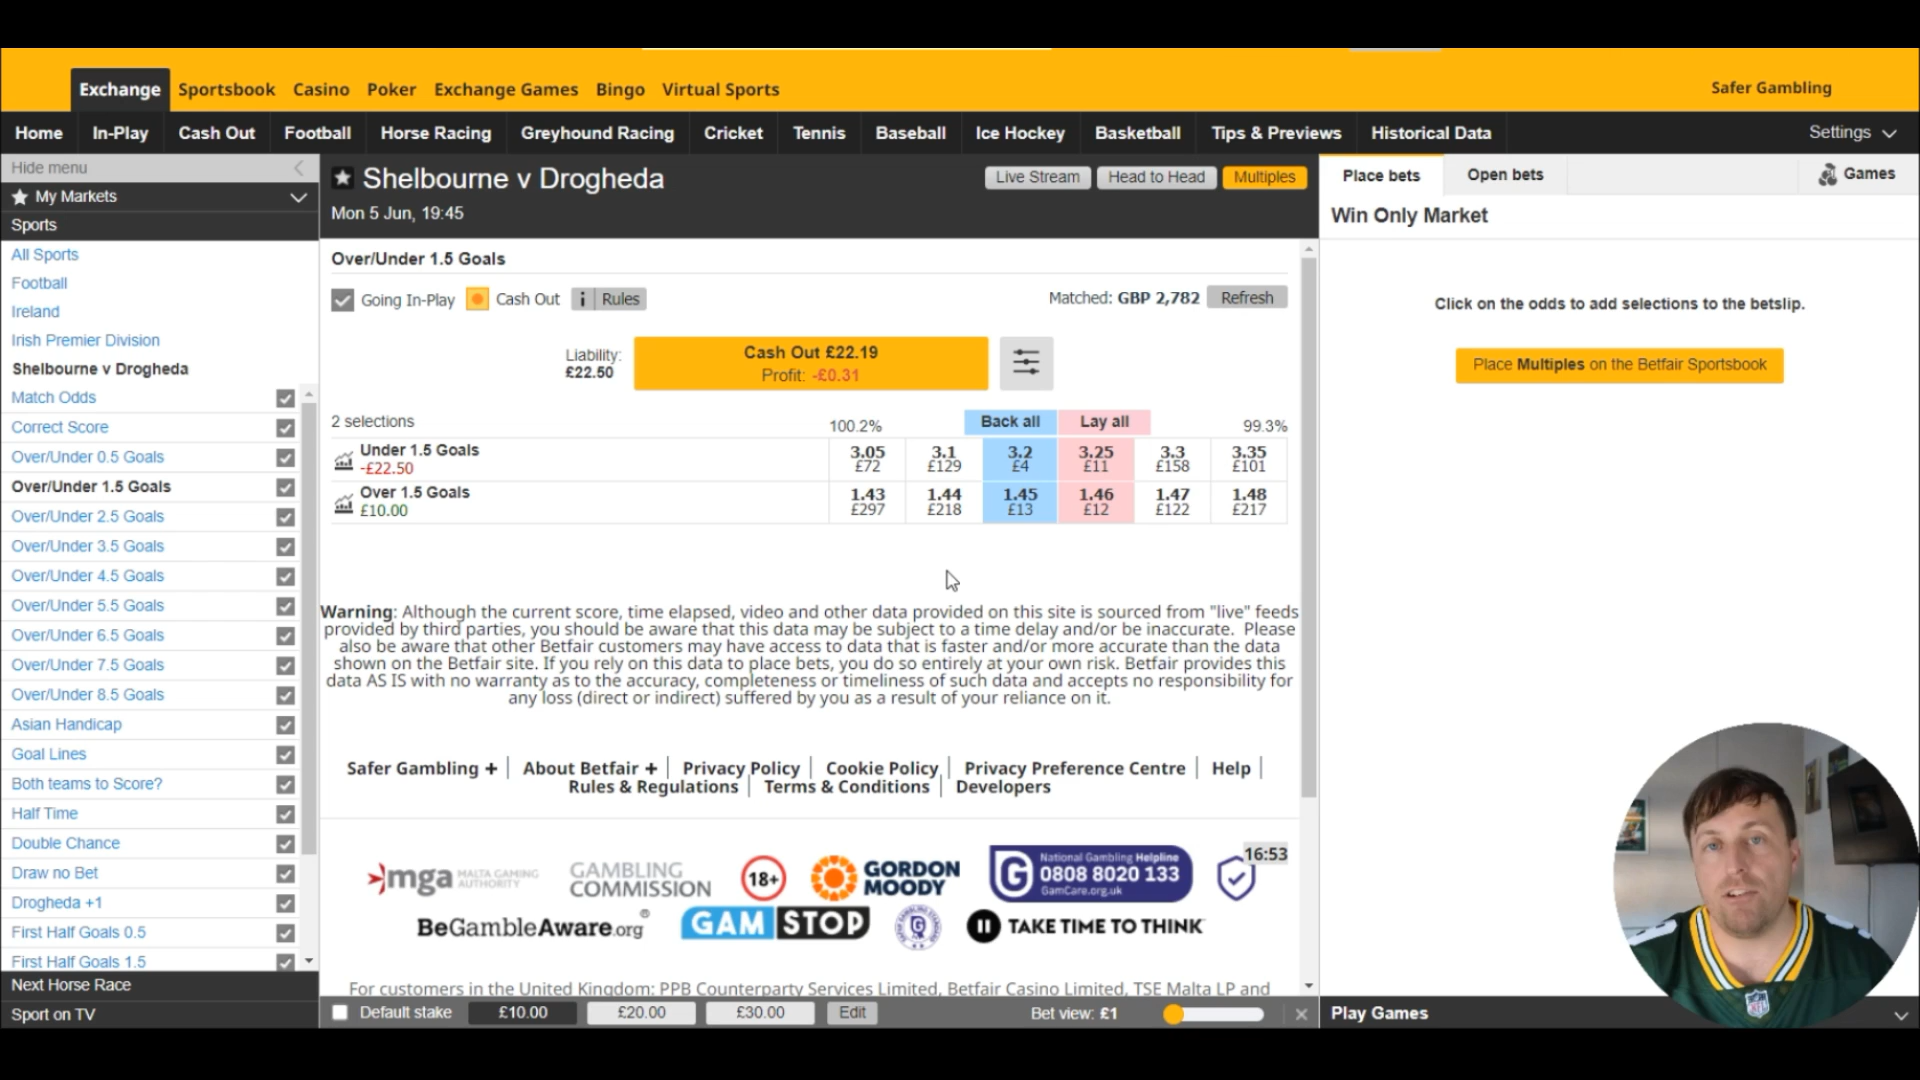 Exchange Sportsbook Casino Poker Exchange Games Bingo Virtual Sports Safer Gambling
Home In-Play Cash Out Football Horse Racing Greyhound Racing Cricket Tennis Baseball Ice Hockey Basketball Tips & Previews Historical Data Settings
Hide menu
My Markets
Sports
All Sports
Football
Ireland
Irish Premier Division
Shelbourne v Drogheda
Match Odds
Correct Score
Over/Under 0.5 Goals
Over/Under 1.5 Goals
Over/Under 2.5 Goals
Over/Under 3.5 Goals
Over/Under 4.5 Goals
Over/Under 5.5 Goals
Over/Under 6.5 Goals
Over/Under 7.5 Goals
Over/Under 8.5 Goals
Asian Handicap
Goal Lines
Both teams to Score?
Half Time
Double Chance
Draw no Bet
Drogheda +1
First Half Goals 0.5
First Half Goals 1.5
Next Horse Race
Sport on TV
Shelbourne v Drogheda Live Stream Head to Head Multiples
Mon 5 Jun, 19:45
Over/Under 1.5 Goals
Going In-Play Cash Out i Rules Matched: GBP 2,782 Refresh
Liability: £22.50
Cash Out £22.19
Profit: -£0.31
2 selections 100.2% Back all Lay all 99.3%
Under 1.5 Goals 3.05 3.1 3.2 3.25 3.3 3.35
-£22.50 £72 £129 £4 £11 £158 £101
Over 1.5 Goals 1.43 1.44 1.45 1.46 1.47 1.48
£10.00 £297 £218 £13 £12 £122 £217
Warning: Although the current score, time elapsed, video and other data provided on this site is sourced from "live" feeds
provided by third parties, you should be aware that this data may be subject to a time delay and/or be inaccurate. Please
also be aware that other Betfair customers may have access to data that is faster and/or more accurate than the data
shown on the Betfair site. If you rely on this data to place bets, you do so entirely at your own risk. Betfair provides this
data AS IS with no warranty as to the accuracy, completeness or timeliness of such data and accepts no responsibility for
any loss (direct or indirect) suffered by you as a result of your reliance on it.
Safer Gambling + About Betfair + Privacy Policy Cookie Policy Privacy Preference Centre Help
Rules & Regulations Terms & Conditions Developers
mga MALTA GAMING AUTHORITY
GAMBLING COMMISSION
18+
GORDON MOODY
National Gambling Helpline
0808 8020 133
GamCare.org.uk
16:53
BeGambleAware.org®
GAMSTOP
TAKE TIME TO THINK
For customers in the United Kingdom: PPB Counterparty Services Limited, Betfair Casino Limited, TSE Malta LP and
Default stake £10.00 £20.00 £30.00 Edit Bet view: £1
Place bets Open bets Games
Win Only Market
Click on the odds to add selections to the betslip.
Place Multiples on the Betfair Sportsbook
NFL
Play Games